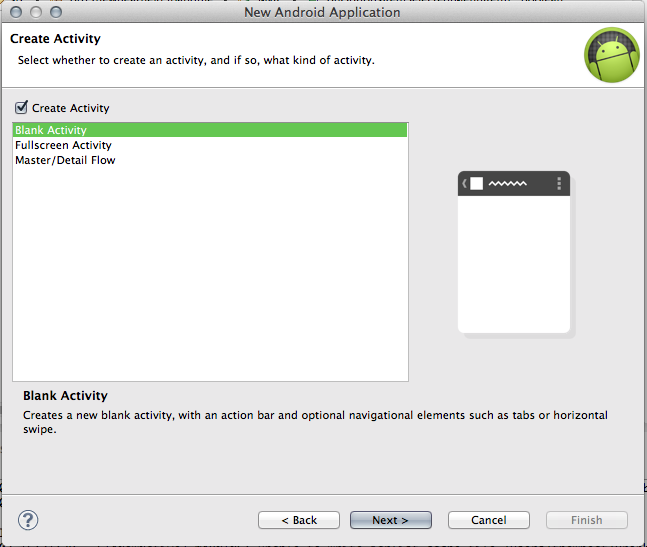 New Android Application
Create Activity
Select whether to create an activity, and if so, what kind of activity.
Create Activity
Blank Activity
Fullscreen Activity
Master/Detail Flow
Blank Activity
Creates a new blank activity, with an action bar and optional navigational elements such as tabs or horizontal
swipe.
?
< Back
Next >
Cancel
Finish